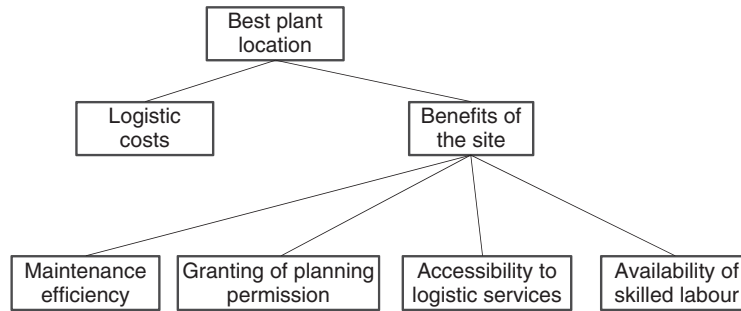 Best plant
location
Logistic
costs
Benefits of
the site
Maintenance
efficiency
Granting of planning
permission
Accessibility to
logistic services
Availability of
skilled labour